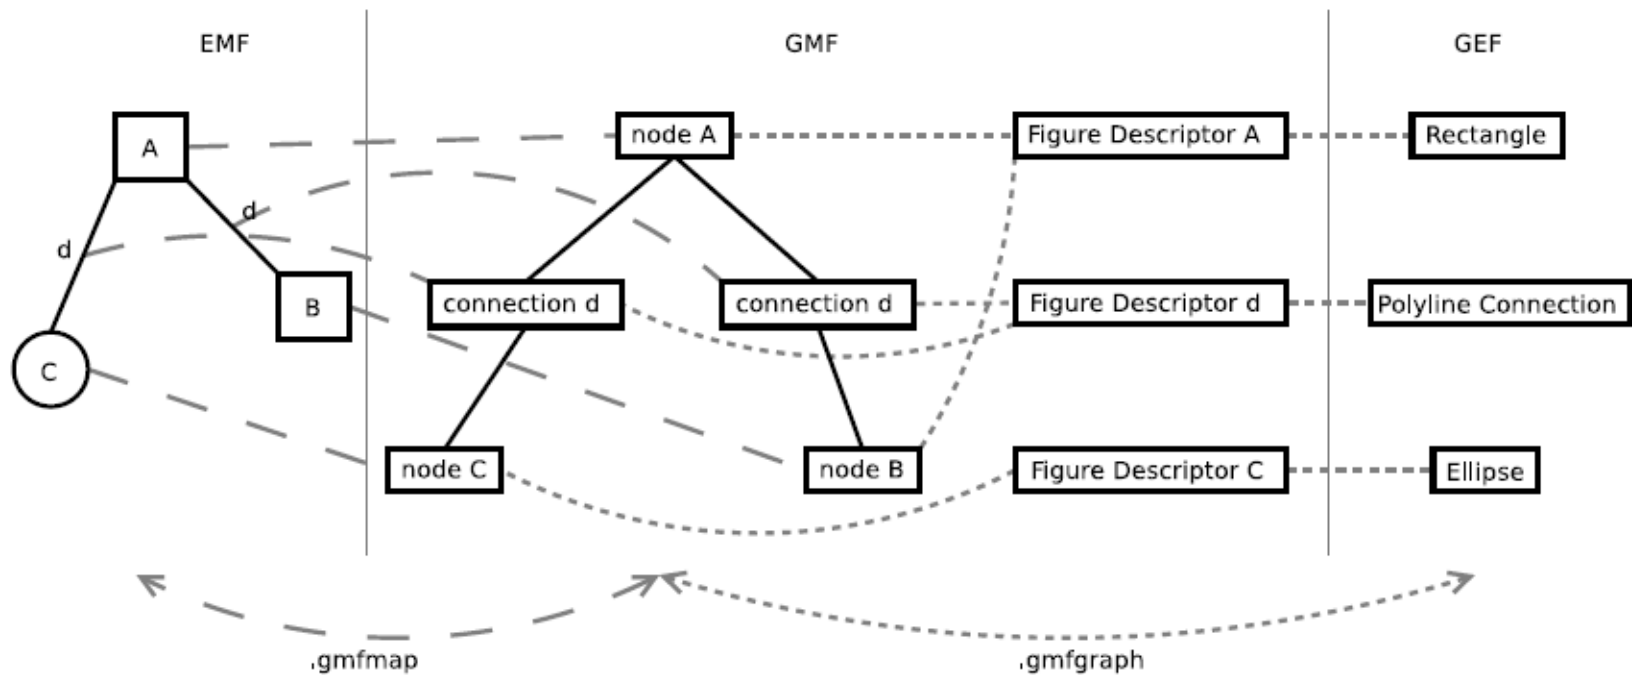 EMF
GMF
GEF
A
node A
Figure Descriptor A
Rectangle
d
d
B
connection d
connection d
Figure Descriptor d
Polyline Connection
C
node C
node B
Figure Descriptor C
Ellipse
.gmfmap
.gmfgraph